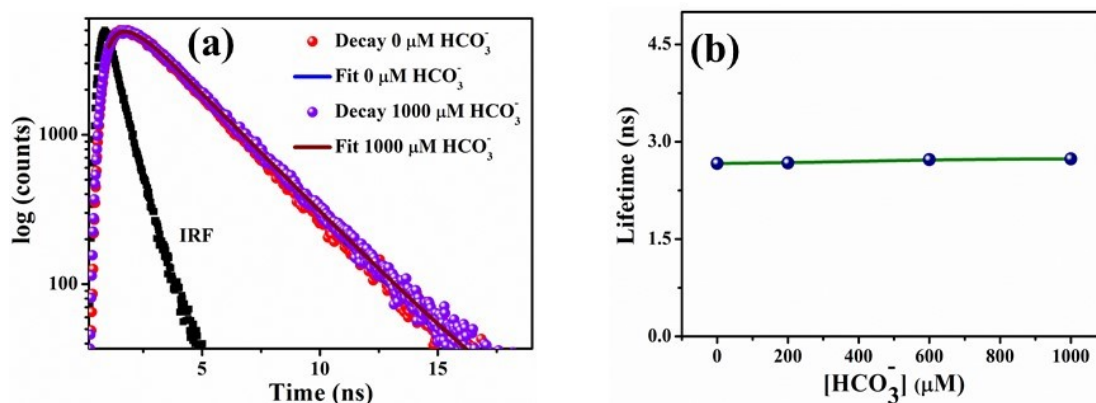 (a)
Decay 0 μM HCO₃⁻
Fit 0 μM HCO₃⁻
Decay 1000 μM HCO₃⁻
Fit 1000 μM HCO₃⁻
IRF
log (counts)
1000
100
5
10
15
Time (ns)
(b)
Lifetime (ns)
4.5
3.0
1.5
0.0
0 200 400 600 800 1000
[HCO₃⁻] (μM)